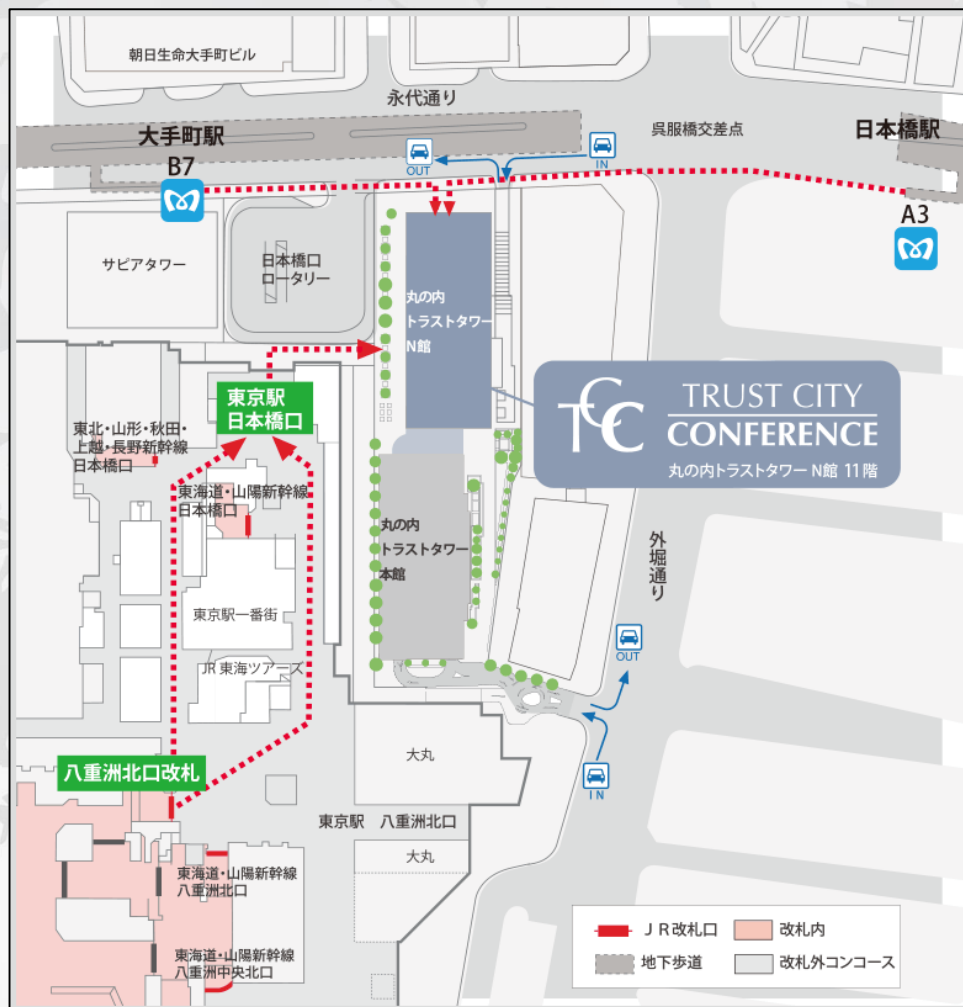 朝日生命大手町ビル
永代通り
大手町駅
B7
OUT
IN
呉服橋交差点
日本橋駅
A3
サピアタワー
日本橋口
ロータリー
丸の内
トラストタワー
N館
東京駅
日本橋口
TCC
TRUST CITY
CONFERENCE
丸の内トラストタワー N館 11階
東北・山形・秋田・
上越・長野新幹線
日本橋口
東海道・山陽新幹線
日本橋口
丸の内
トラストタワー
本館
外堀通り
東京駅一番街
JR東海ツアーズ
OUT
IN
八重洲北口改札
大丸
東京駅 八重洲北口
大丸
東海道・山陽新幹線
八重洲北口
東海道・山陽新幹線
八重洲中央北口
JR改札口
改札内
地下歩道
改札外コンコース